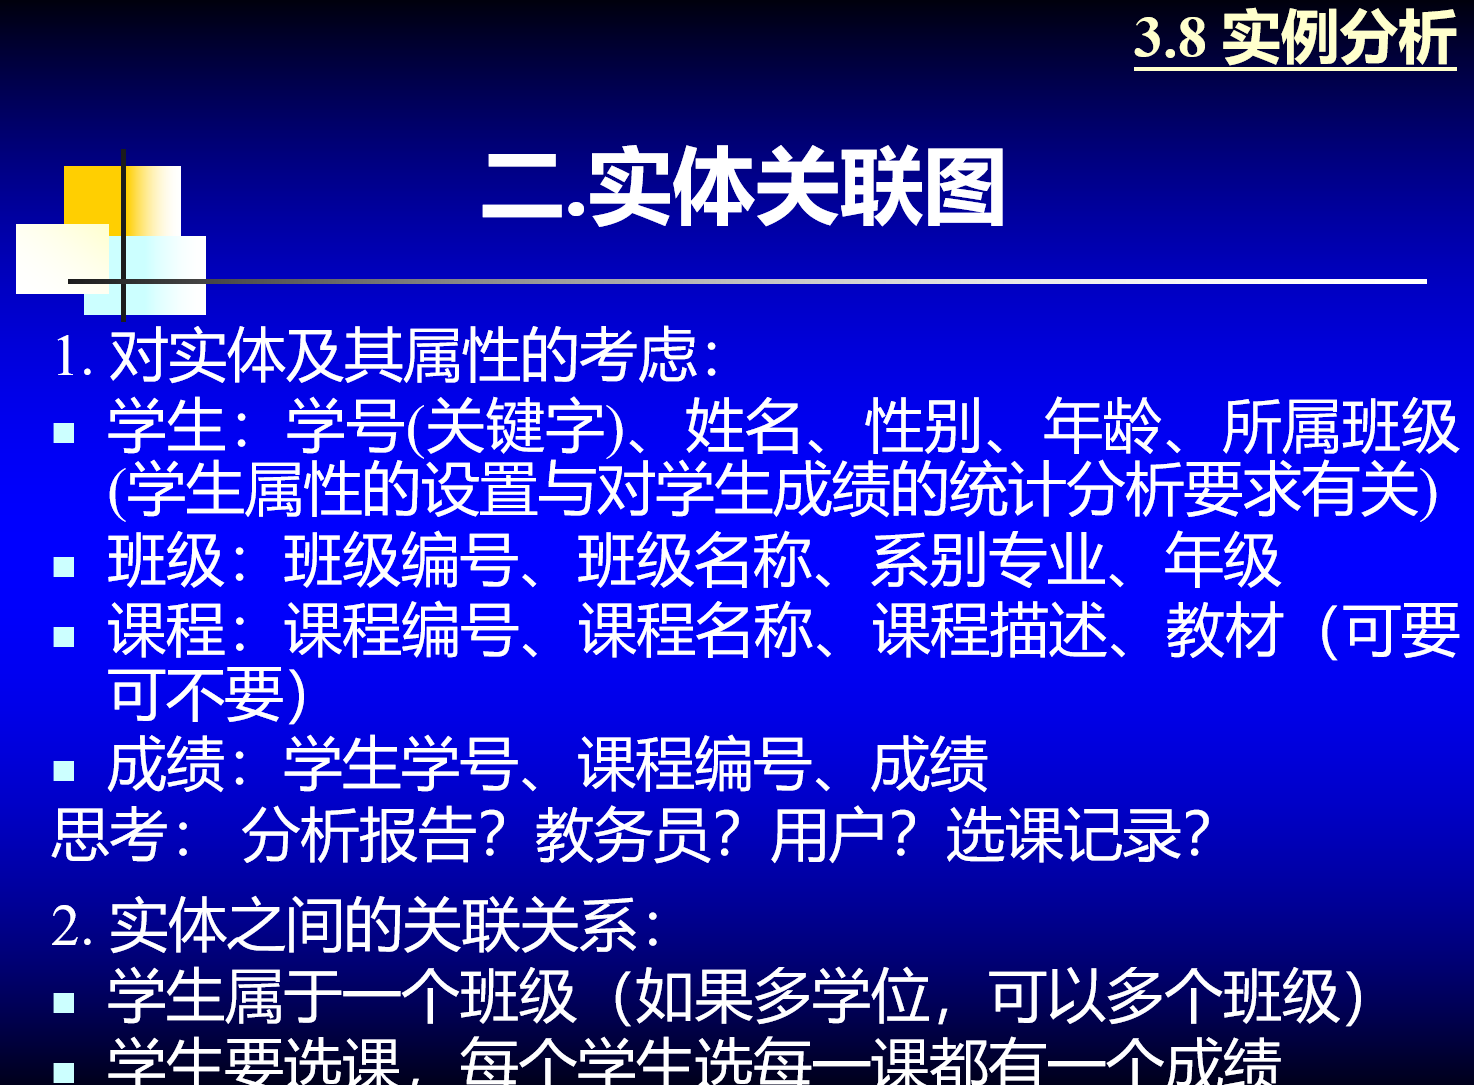 3.8 实例分析
二.实体关联图
1. 对实体及其属性的考虑：
学生：学号(关键字)、姓名、性别、年龄、所属班级
(学生属性的设置与对学生成绩的统计分析要求有关)
班级：班级编号、班级名称、系别专业、年级
课程：课程编号、课程名称、课程描述、教材（可要
可不要）
成绩：学生学号、课程编号、成绩
思考： 分析报告？教务员？用户？选课记录？
2. 实体之间的关联关系：
学生属于一个班级（如果多学位，可以多个班级）
学生要选课，每个学生选每一课都有一个成绩